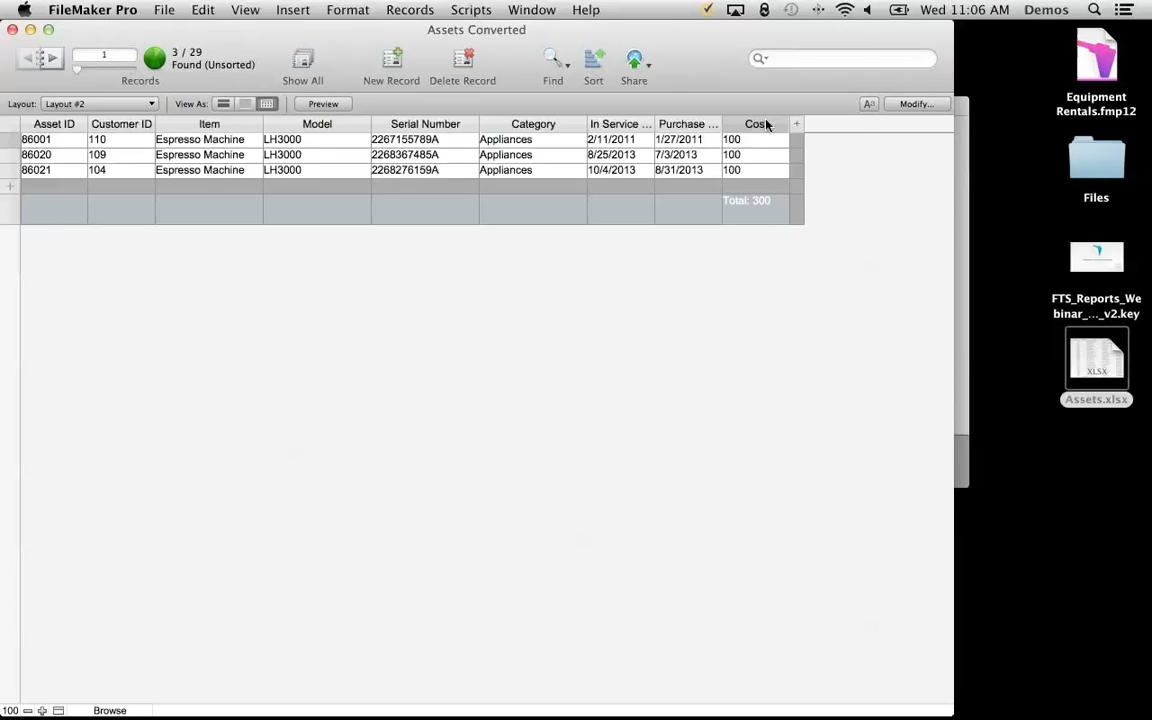 FileMaker Pro File Edit View Insert Format Records Scripts Window Help Wed 11:06 AM Demos
Assets Converted
1
3 / 29
Found (Unsorted)
Records
Show All
New Record
Delete Record
Find
Sort
Share
Layout: Layout #2 View As: Preview Aa Modify...
Asset ID Customer ID Item Model Serial Number Category In Service ... Purchase ... Cost +
86001 110 Espresso Machine LH3000 2267155789A Appliances 2/11/2011 1/27/2011 100
86020 109 Espresso Machine LH3000 2268367485A Appliances 8/25/2013 7/3/2013 100
86021 104 Espresso Machine LH3000 2268276159A Appliances 10/4/2013 8/31/2013 100
+
Total: 300
100 Browse
Equipment
Rentals.fmp12
Files
FTS_Reports_We
binar_..._v2.key
XLSX
Assets.xlsx